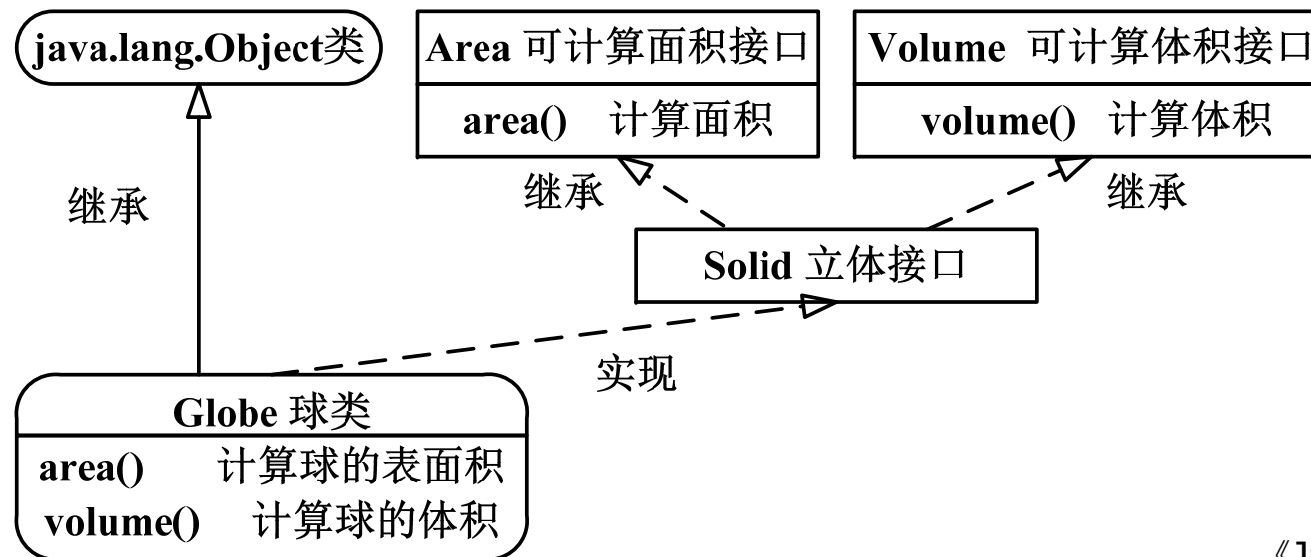 java.lang.Object类
Area 可计算面积接口
area() 计算面积
Volume 可计算体积接口
volume() 计算体积
继承
继承
继承
Solid 立体接口
实现
Globe 球类
area() 计算球的表面积
volume() 计算球的体积
《J